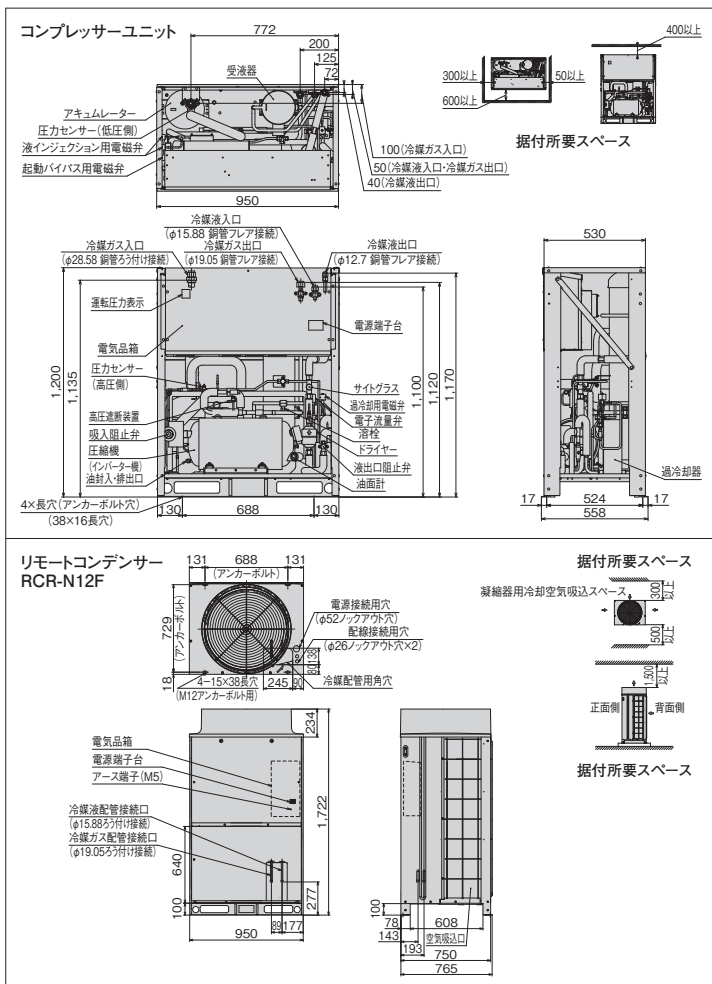 コンプレッサーユニット
772
200
125
72
受液器
アキュムレーター
圧力センサー(低圧側)
液インジェクション用電磁弁
起動バイパス用電磁弁
100(冷媒ガス入口)
50(冷媒液入口・冷媒ガス出口)
40(冷媒液出口)
950
400以上
300以上
50以上
600以上
据付所要スペース
冷媒液入口
(φ15.88 銅管フレア接続)
冷媒ガス入口
(φ28.58 銅管ろう付け接続)
冷媒ガス出口
(φ19.05 銅管フレア接続)
冷媒液出口
(φ12.7 銅管フレア接続)
運転圧力表示
電源端子台
電気品箱
圧力センサー
(高圧側)
サイトグラス
過冷却用電磁弁
電子流量弁
溶栓
ドライヤー
液出口阻止弁
油面計
高圧遮断装置
吸入阻止弁
圧縮機
(インバーター機)
油封入・排出口
4×長穴(アンカーボルト穴)
(38×16長穴)
1,200
1,135
1,100
1,120
1,170
130
688
130
530
過冷却器
17
524
17
558
リモートコンデンサー
RCR-N12F
131
688
131
(アンカーボルト)
729
(アンカーボルト)
18
電源接続用穴
(φ52ノックアウト穴)
配線接続用穴
(φ26ノックアウト穴×2)
138
80
冷媒配管用角穴
4−15×38長穴
(M12アンカーボルト用)
245
90
据付所要スペース
凝縮器用冷却空気吸込スペース
300以上
500以上
1,500以上
正面側
背面側
据付所要スペース
234
電気品箱
電源端子台
アース端子(M5)
冷媒液配管接続口
(φ15.88ろう付け接続)
冷媒ガス配管接続口
(φ19.05ろう付け接続)
1,722
640
100
277
89
177
950
100
78
608
143
空気吸込口
193
750
765